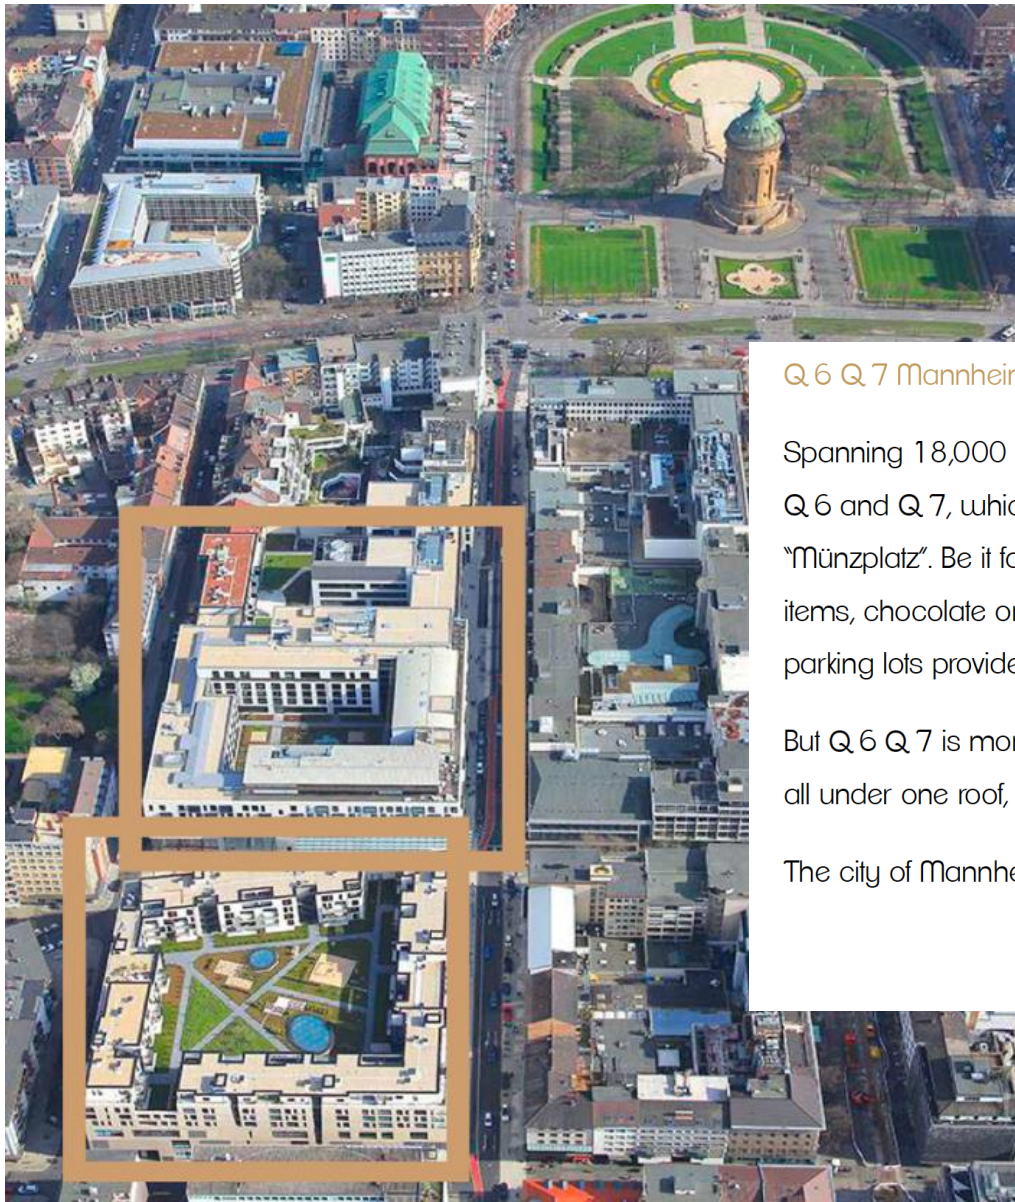 Q 6 Q 7 Mannhei
Spanning 18,000
Q 6 and Q 7, whic
“Münzplatz”. Be it fo
items, chocolate or
parking lots provide
But Q 6 Q 7 is mor
all under one roof,
The city of Mannhe